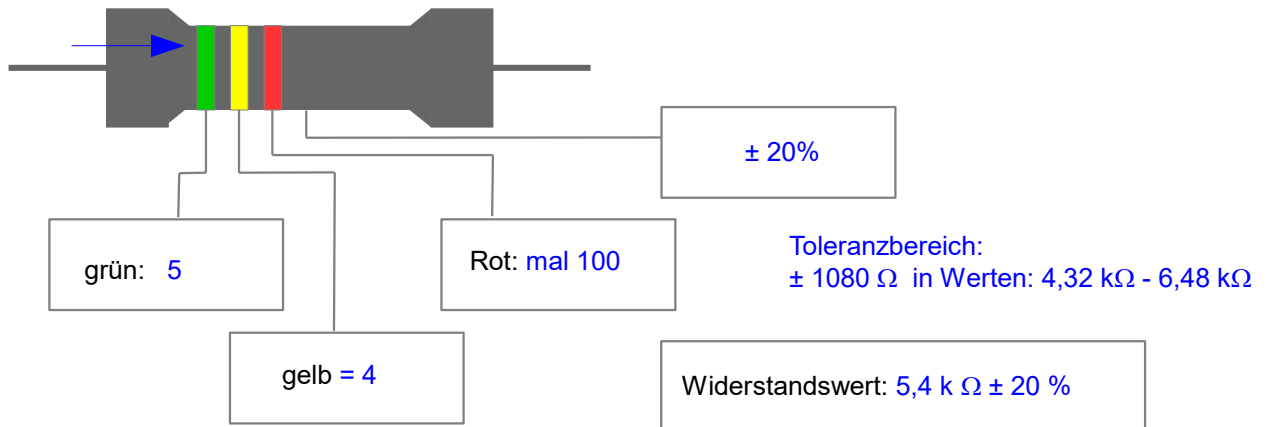 ± 20%
grün: 5
Rot: mal 100
Toleranzbereich:
± 1080 Ω in Werten: 4,32 kΩ - 6,48 kΩ
gelb = 4
Widerstandswert: 5,4 k Ω ± 20 %